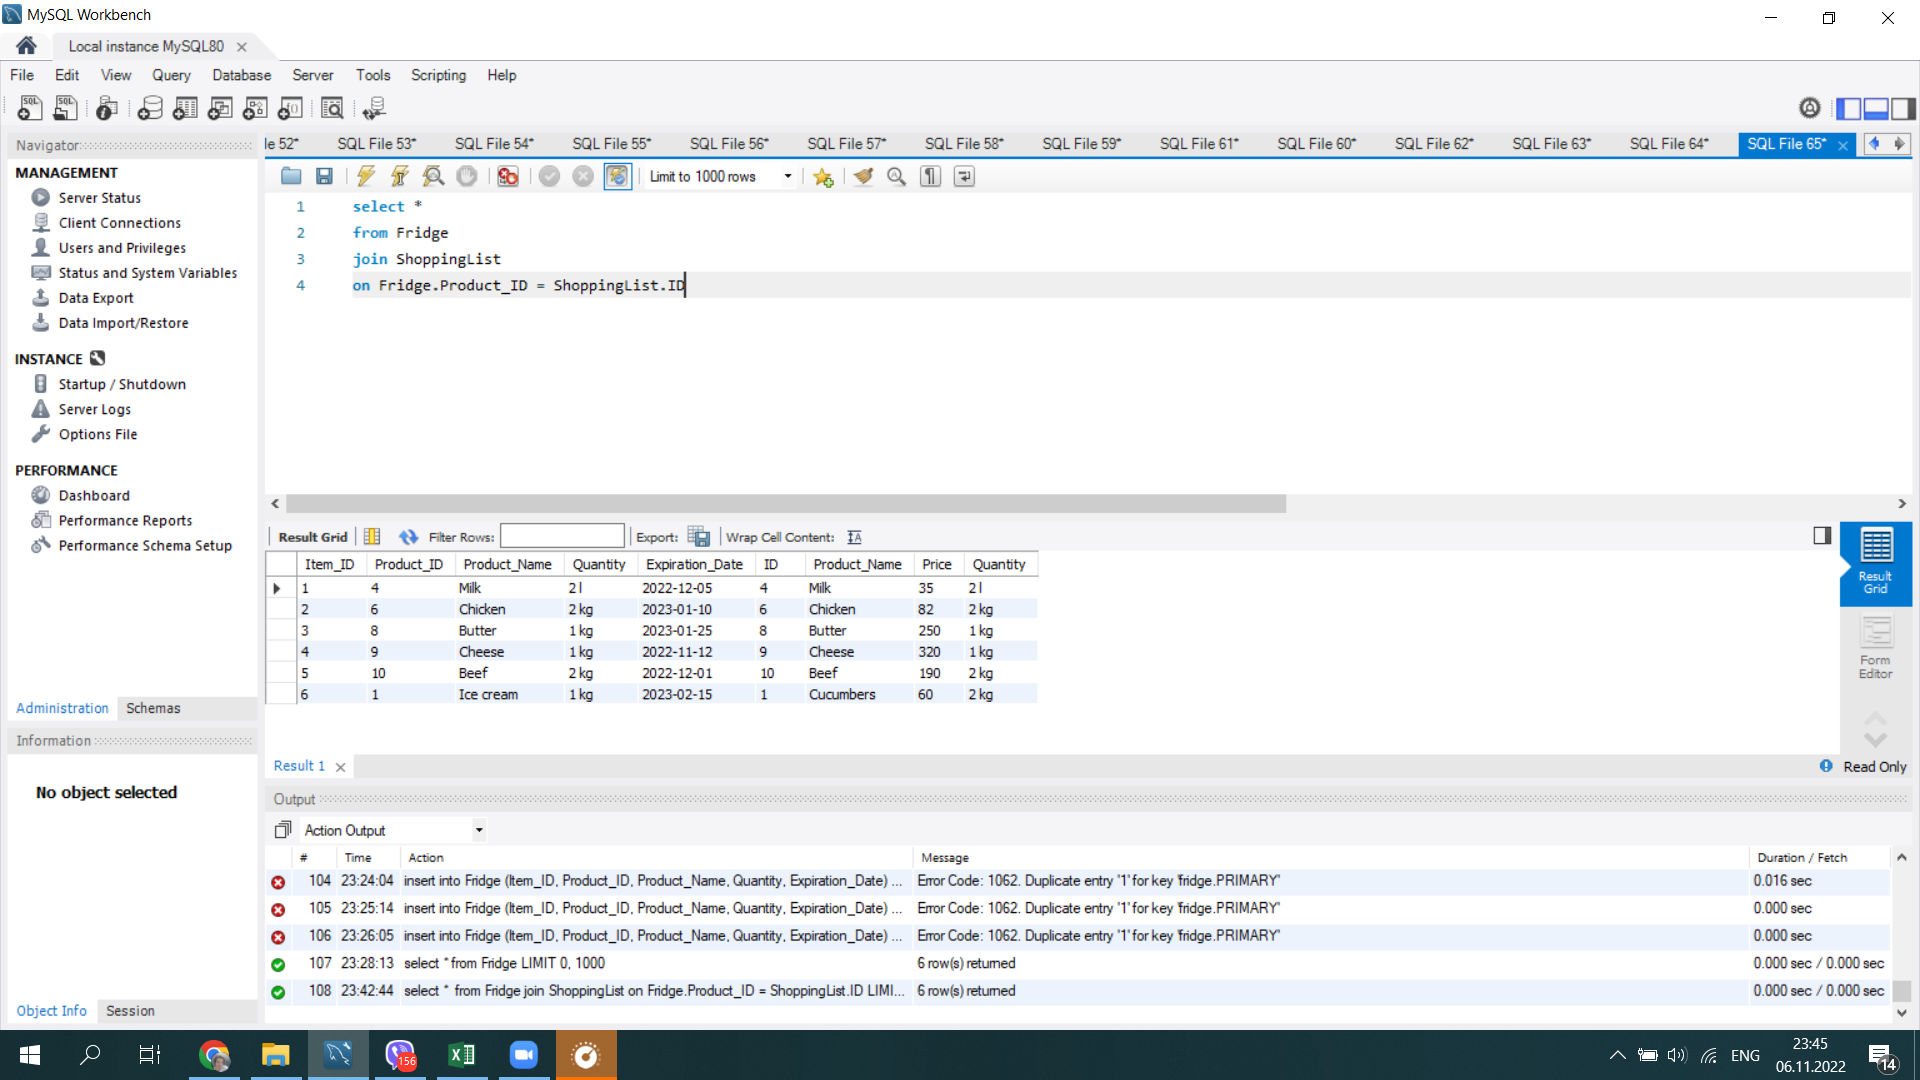 MySQL Workbench
Local instance MySQL80
File Edit View Query Database Server Tools Scripting Help
Navigator
le 52* SQL File 53* SQL File 54* SQL File 55* SQL File 56* SQL File 57* SQL File 58* SQL File 59* SQL File 61* SQL File 60* SQL File 62* SQL File 63* SQL File 64* SQL File 65*
MANAGEMENT
Server Status
Client Connections
Users and Privileges
Status and System Variables
Data Export
Data Import/Restore
INSTANCE
Startup / Shutdown
Server Logs
Options File
PERFORMANCE
Dashboard
Performance Reports
Performance Schema Setup
Administration Schemas
Information
No object selected
Object Info Session
Limit to 1000 rows
1 select *
2 from Fridge
3 join ShoppingList
4 on Fridge.Product_ID = ShoppingList.ID
Result Grid Filter Rows: Export: Wrap Cell Content:
Item_ID Product_ID Product_Name Quantity Expiration_Date ID Product_Name Price Quantity
1 4 Milk 2 l 2022-12-05 4 Milk 35 2 l
2 6 Chicken 2 kg 2023-01-10 6 Chicken 82 2 kg
3 8 Butter 1 kg 2023-01-25 8 Butter 250 1 kg
4 9 Cheese 1 kg 2022-11-12 9 Cheese 320 1 kg
5 10 Beef 2 kg 2022-12-01 10 Beef 190 2 kg
6 1 Ice cream 1 kg 2023-02-15 1 Cucumbers 60 2 kg
Result Grid
Form Editor
Result 1
Read Only
Output
Action Output
# Time Action Message Duration / Fetch
104 23:24:04 insert into Fridge (Item_ID, Product_ID, Product_Name, Quantity, Expiration_Date) ... Error Code: 1062. Duplicate entry '1' for key 'fridge.PRIMARY' 0.016 sec
105 23:25:14 insert into Fridge (Item_ID, Product_ID, Product_Name, Quantity, Expiration_Date) ... Error Code: 1062. Duplicate entry '1' for key 'fridge.PRIMARY' 0.000 sec
106 23:26:05 insert into Fridge (Item_ID, Product_ID, Product_Name, Quantity, Expiration_Date) ... Error Code: 1062. Duplicate entry '1' for key 'fridge.PRIMARY' 0.000 sec
107 23:28:13 select * from Fridge LIMIT 0, 1000 6 row(s) returned 0.000 sec / 0.000 sec
108 23:42:44 select * from Fridge join ShoppingList on Fridge.Product_ID = ShoppingList.ID LIMI... 6 row(s) returned 0.000 sec / 0.000 sec
156
ENG
23:45
06.11.2022
14